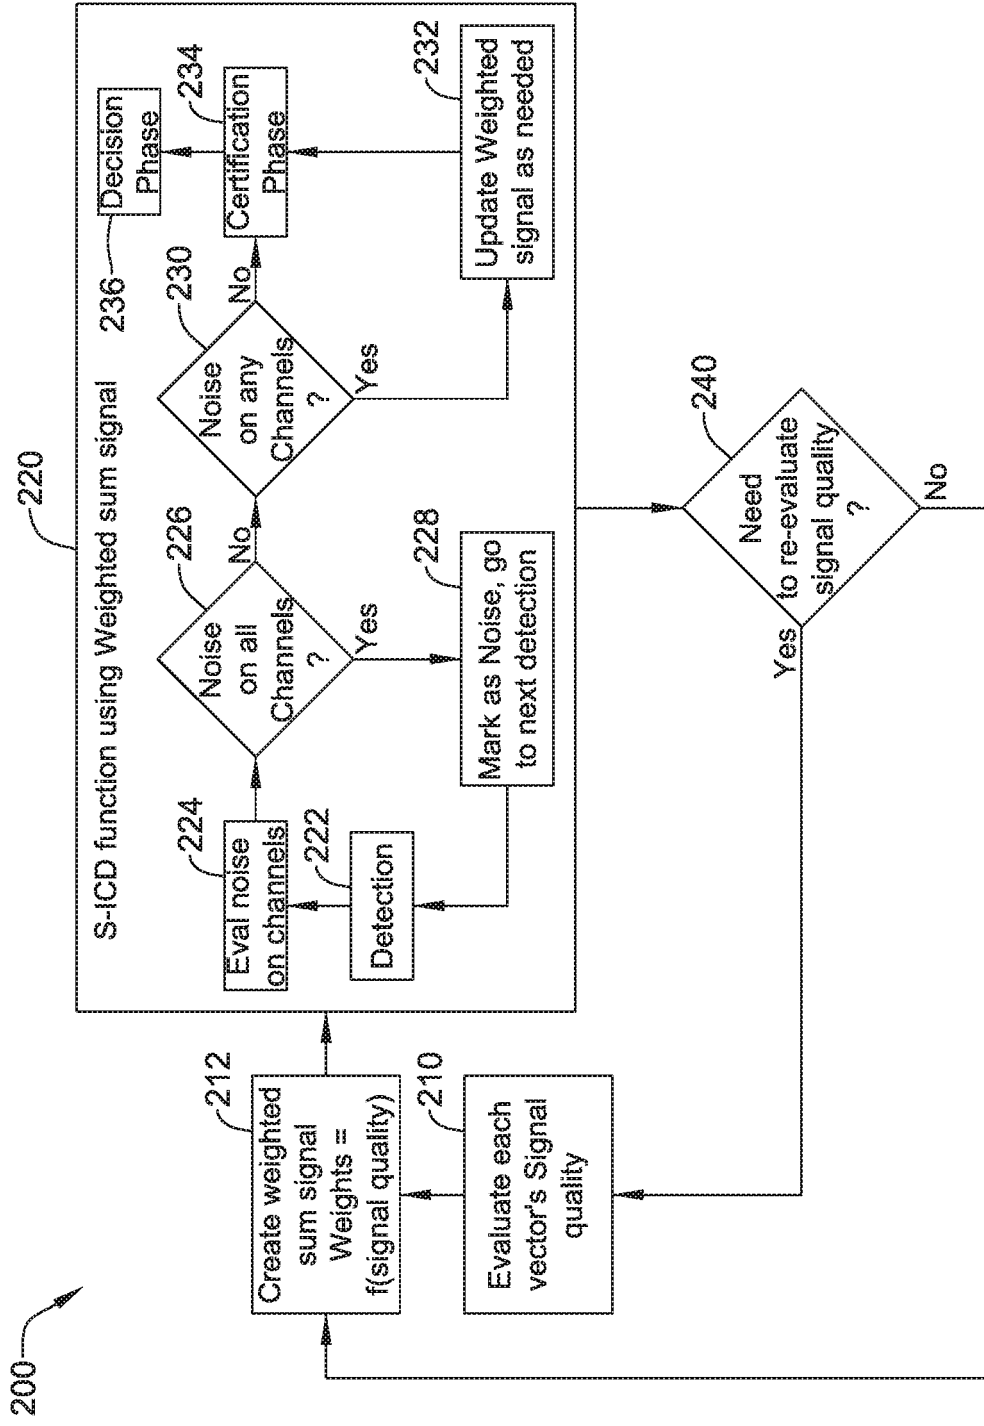 200
220
S-ICD function using Weighted sum signal
236
Decision
Phase
212
Create weighted
sum signal
Weights =
f(signal quality)
224
Eval noise
on channels
226
Noise
on all
Channels
?
No
Yes
230
Noise
on any
Channels
?
No
Yes
234
Certification
Phase
222
Detection
210
Evaluate each
vector's Signal
quality
228
Mark as Noise, go
to next detection
232
Update Weighted
signal as needed
240
Need
to re-evaluate
signal quality
?
Yes
No